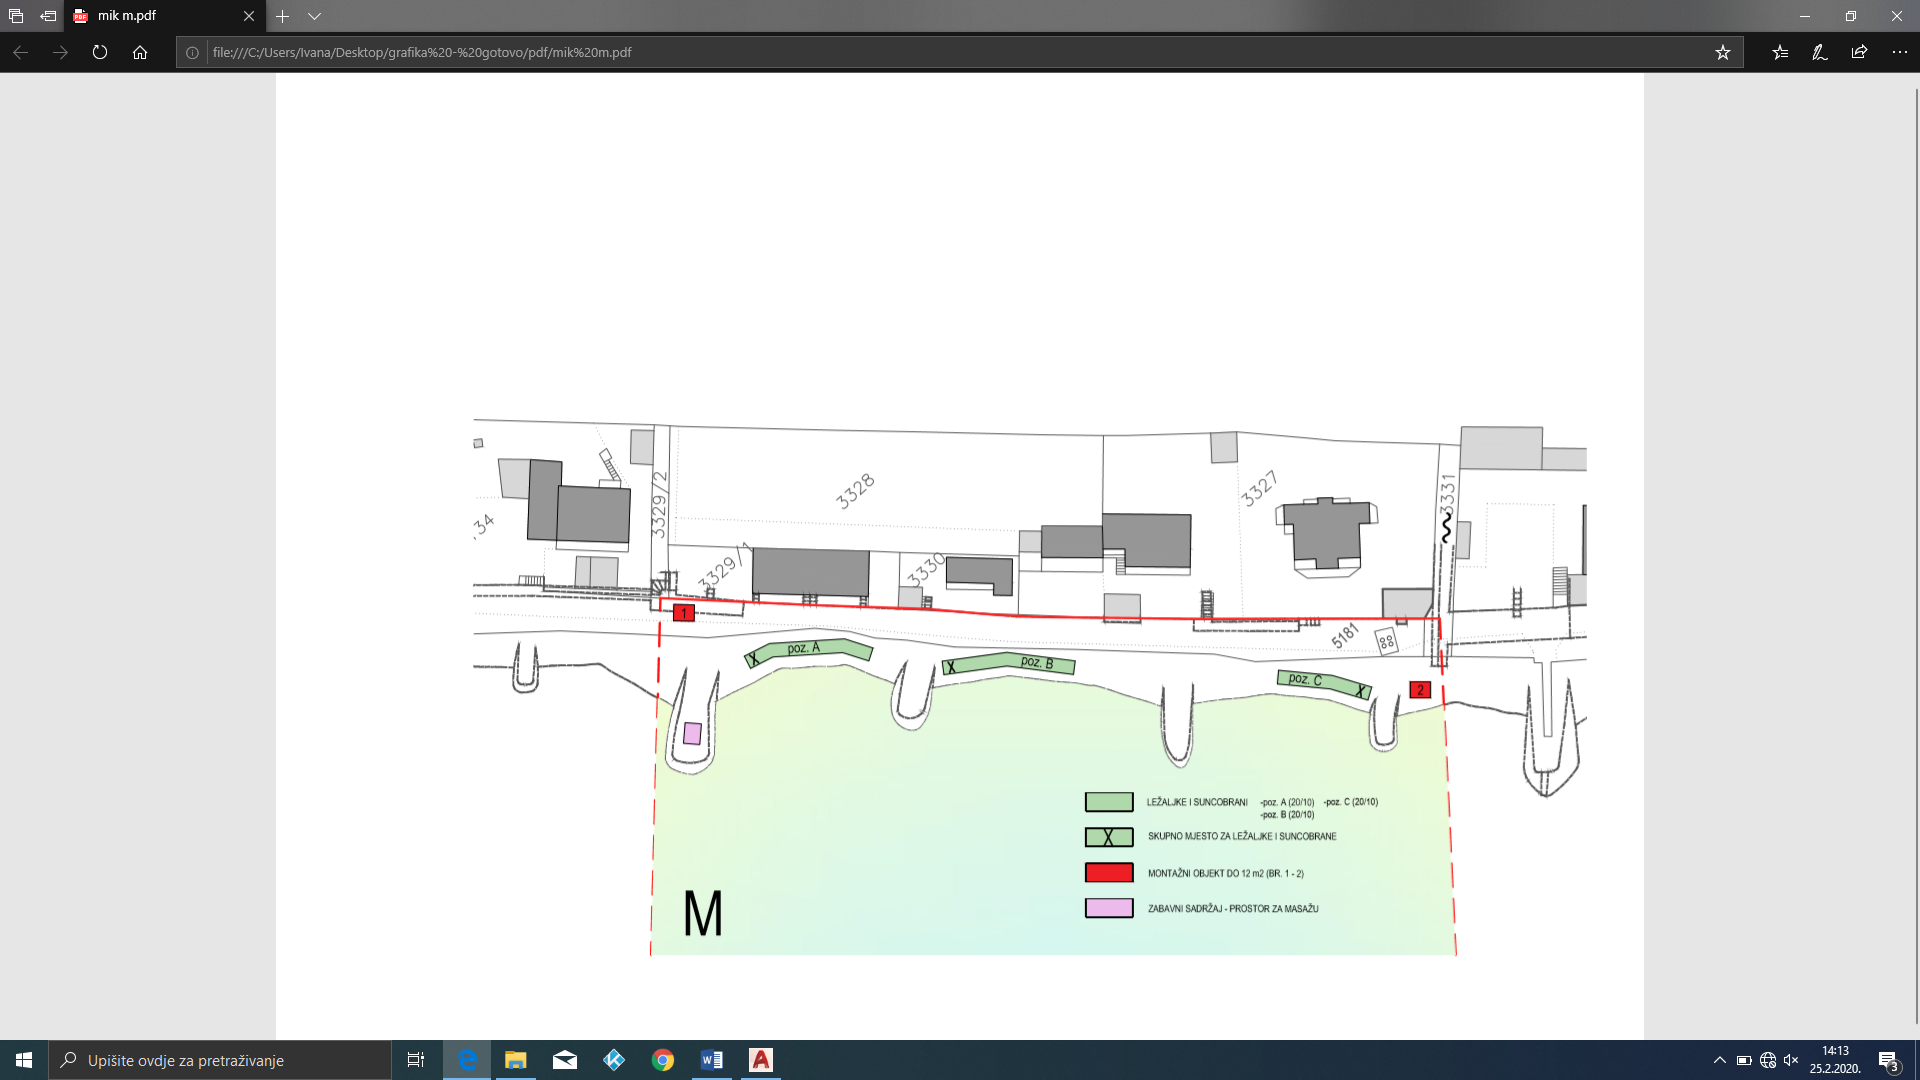 mik m.pdf
file:///C:/Users/Ivana/Desktop/grafika%20-%20gotovo/pdf/mik%20m.pdf
3328
3327
3331
3329/2
,34
3329/1
3330
1
5181
poz. A
X
poz. B
X
poz. C
X
2
LEŽALJKE I SUNCOBRANI -poz. A (20/10) -poz. C (20/10)
-poz. B (20/10)
X SKUPNO MJESTO ZA LEŽALJKE I SUNCOBRANE
MONTAŽNI OBJEKT DO 12 m2 (BR. 1 - 2)
ZABAVNI SADRŽAJ - PROSTOR ZA MASAŽU
M
Upišite ovdje za pretraživanje
14:13
25.2.2020.
3